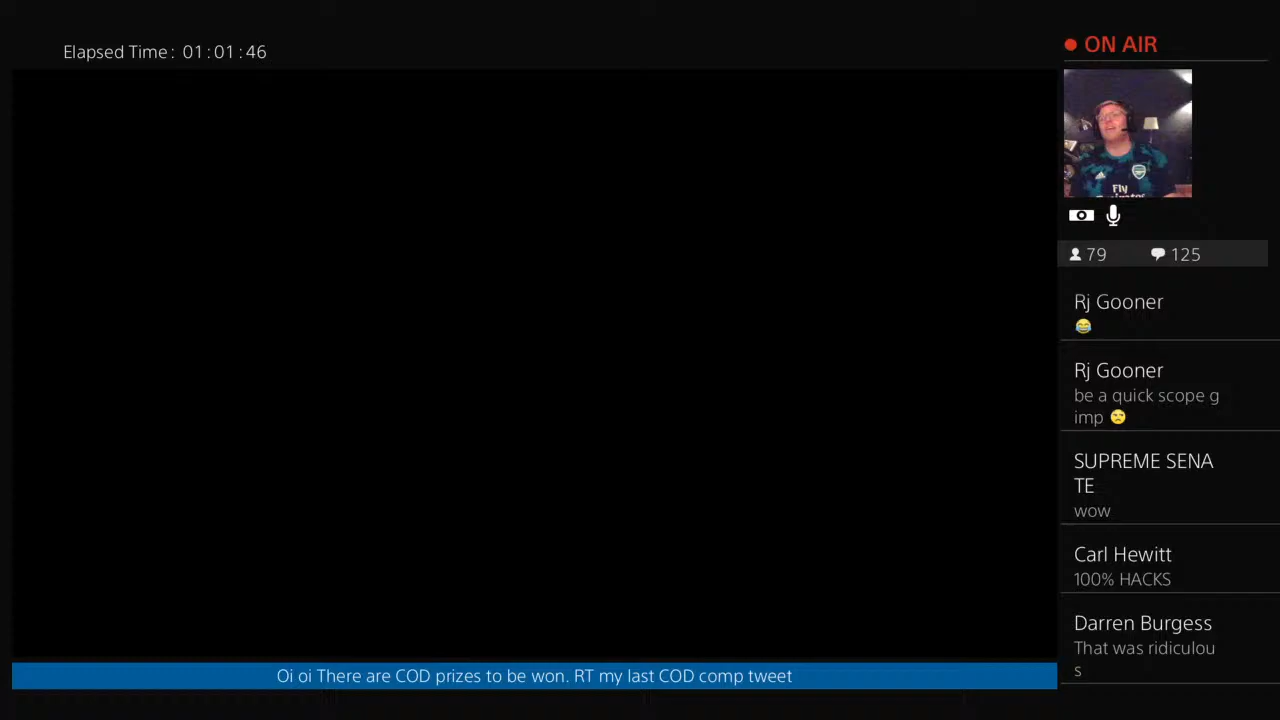 Elapsed Time: 01:01:46
ON AIR
Fly
Emirates
79 125
Rj Gooner
😂
Rj Gooner
be a quick scope g
imp 😒
SUPREME SENA
TE
wow
Carl Hewitt
100% HACKS
Darren Burgess
That was ridiculou
s
Oi oi There are COD prizes to be won. RT my last COD comp tweet